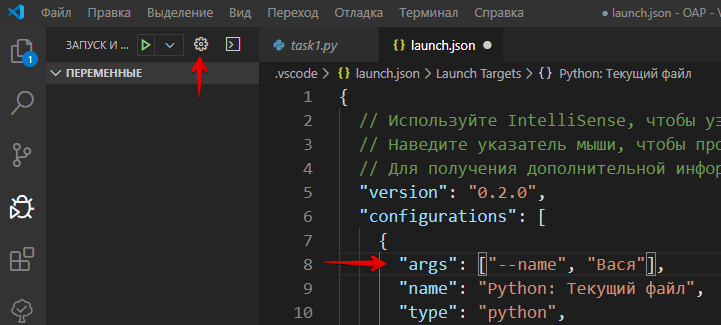 Файл Правка Выделение Вид Переход Отладка Терминал Справка launch.json - OAP - V
ЗАПУСК И ... task1.py {} launch.json
ПЕРЕМЕННЫЕ
.vscode > {} launch.json > Launch Targets > {} Python: Текущий файл
1 {
2 // Используйте IntelliSense, чтобы уз
3 // Наведите указатель мыши, чтобы про
4 // Для получения дополнительной инфор
5 "version": "0.2.0",
6 "configurations": [
7 {
8 "args": ["--name", "Вася"],
9 "name": "Python: Текущий файл",
10 "type": "python",
1